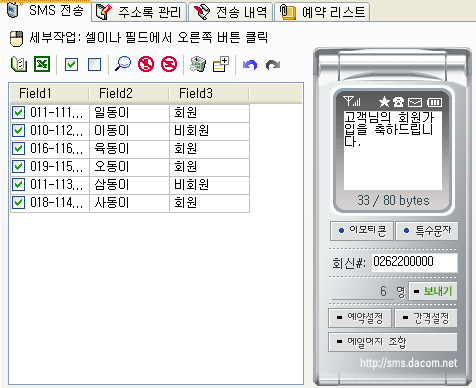 SMS 전송 주소록 관리 전송 내역 예약 리스트
세부작업: 셀이나 필드에서 오른쪽 버튼 클릭
Field1 Field2 Field3
011-111... 일동이 회원
010-112... 이동이 비회원
016-116... 육동이 회원
019-115... 오동이 회원
011-113... 삼동이 비회원
018-114... 사동이 회원
고객님의 회원가
입을 축하드립니
다.
33 / 80 bytes
이모티콘 특수문자
회신#: 0262200000
6 명 보내기
예약설정 간격설정
메일머지 조합
http://sms.dacom.net